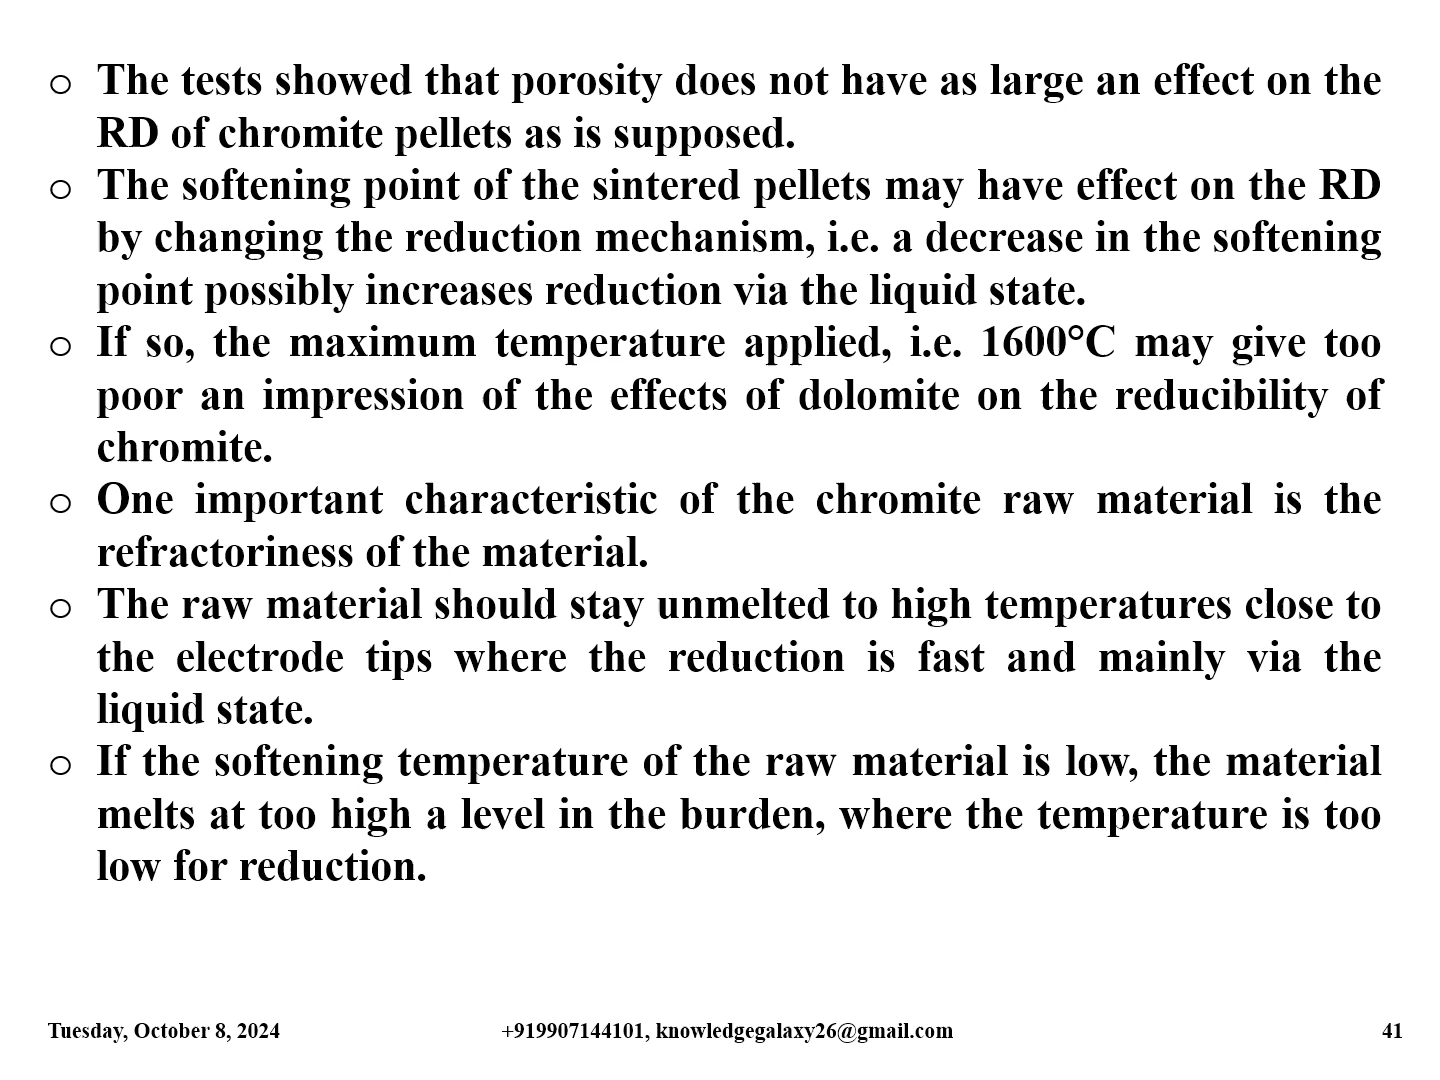 o The tests showed that porosity does not have as large an effect on the
RD of chromite pellets as is supposed.
o The softening point of the sintered pellets may have effect on the RD
by changing the reduction mechanism, i.e. a decrease in the softening
point possibly increases reduction via the liquid state.
o If so, the maximum temperature applied, i.e. 1600°C may give too
poor an impression of the effects of dolomite on the reducibility of
chromite.
o One important characteristic of the chromite raw material is the
refractoriness of the material.
o The raw material should stay unmelted to high temperatures close to
the electrode tips where the reduction is fast and mainly via the
liquid state.
o If the softening temperature of the raw material is low, the material
melts at too high a level in the burden, where the temperature is too
low for reduction.
Tuesday, October 8, 2024 +919907144101, knowledgegalaxy26@gmail.com 41